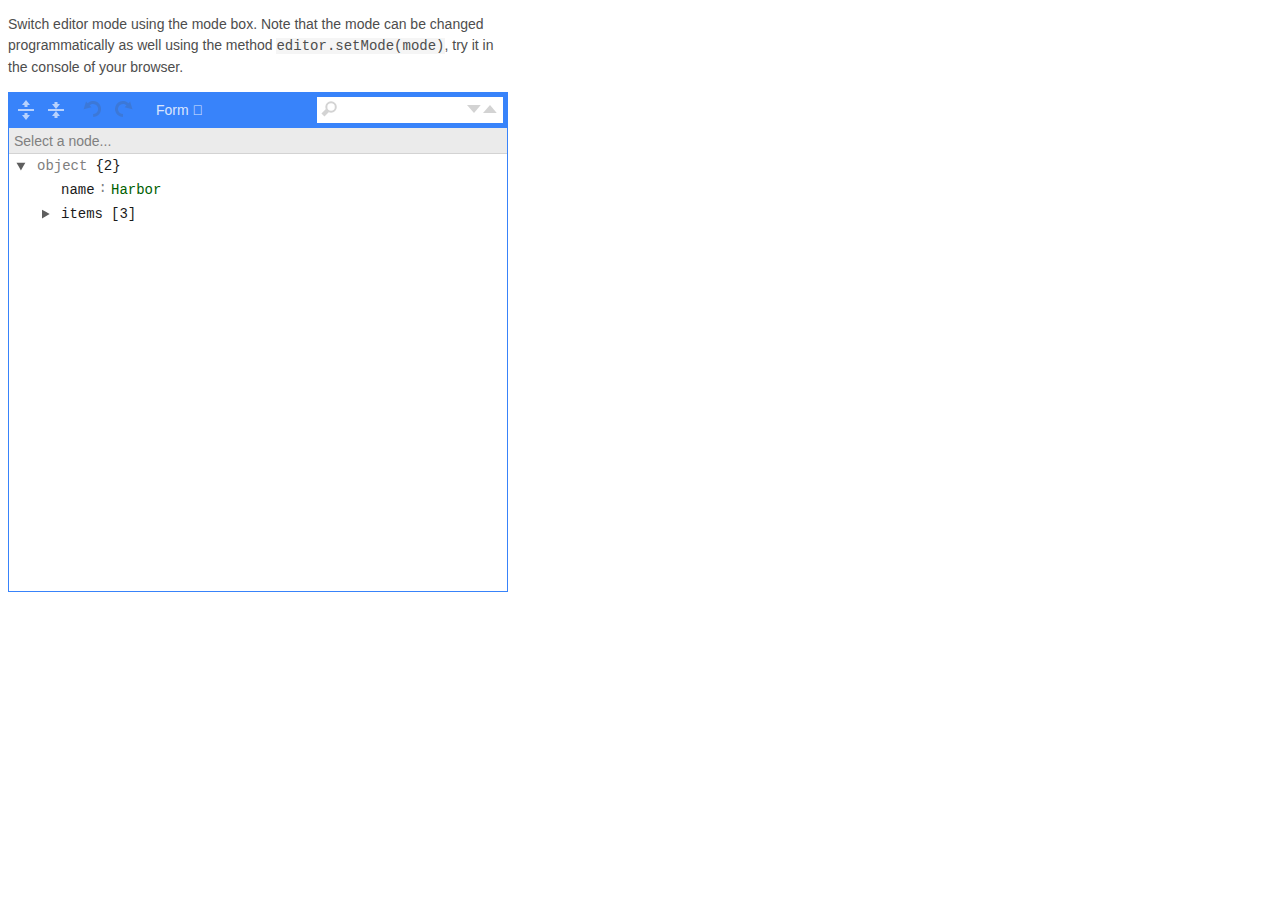 Switch editor mode using the mode box. Note that the mode can be changed
programmatically as well using the method editor.setMode(mode), try it in
the console of your browser.
Form
Select a node...
object {2}
name : Harbor
items [3]